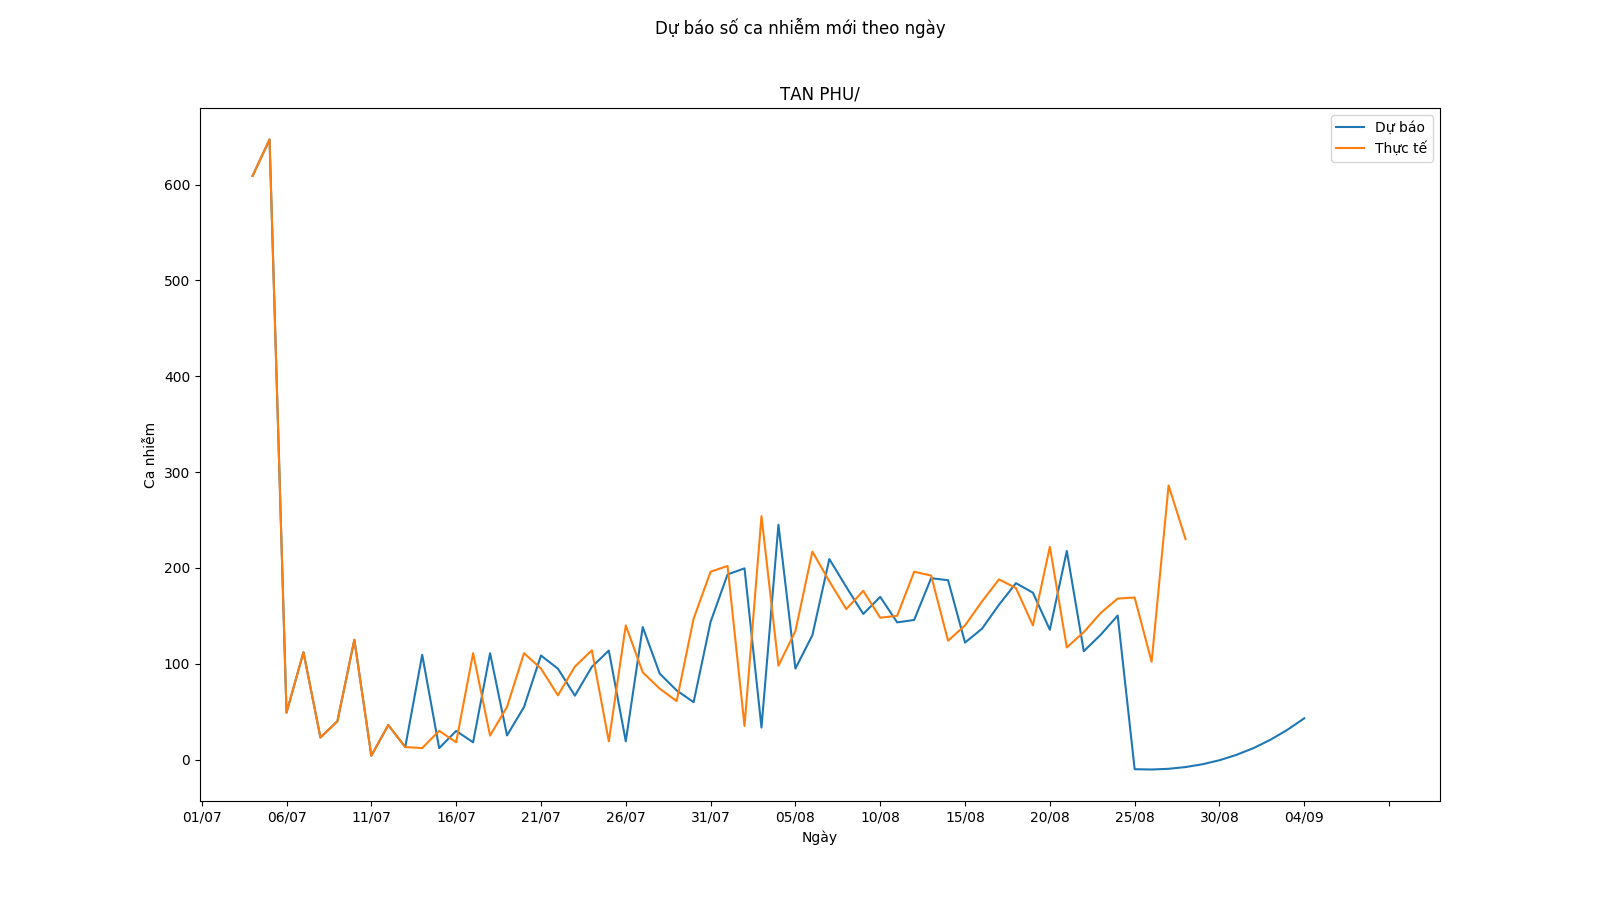 Dự báo số ca nhiễm mới theo ngày
TAN PHU/
Dự báo
Thực tế
600
500
400
300
200
100
0
Ca nhiễm
01/07 06/07 11/07 16/07 21/07 26/07 31/07 05/08 10/08 15/08 20/08 25/08 30/08 04/09
Ngày